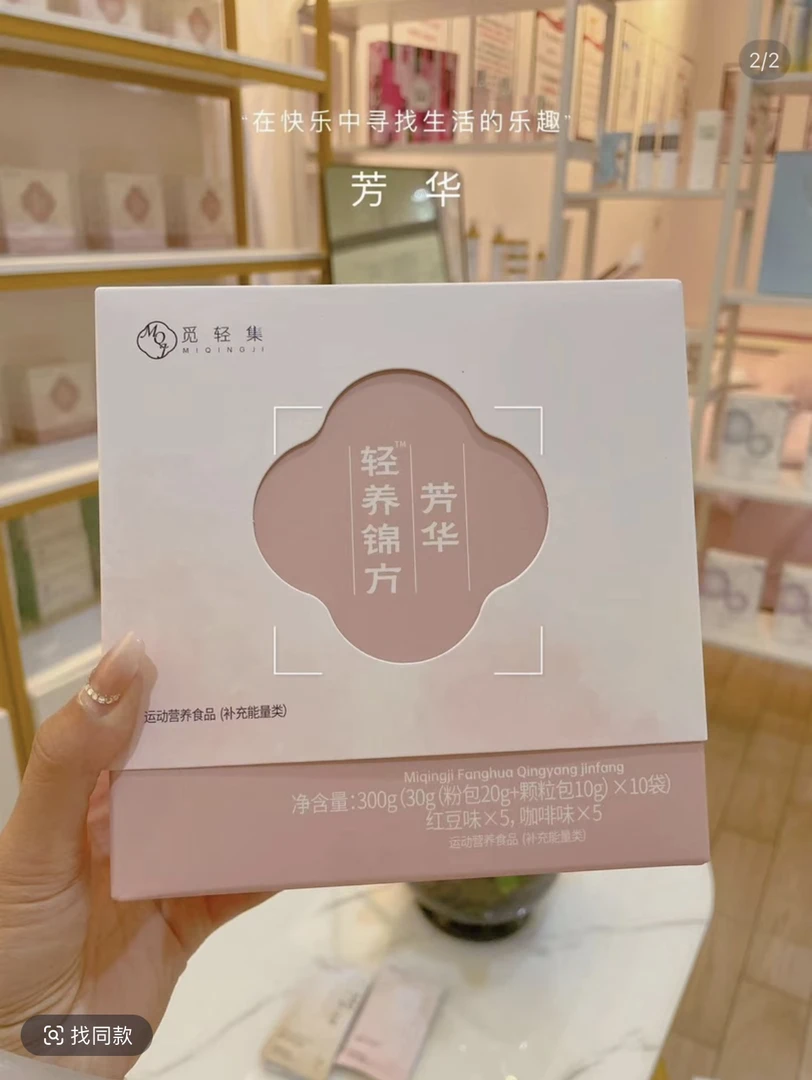 2/2
“在快乐中寻找生活的乐趣”
芳 华
觅轻集
MIQINGJI
轻养锦方™
芳华
运动营养食品 (补充能量类)
Miqingji Fanghua Qingyang jinfang
净含量:300g (30g (粉包20g+颗粒包10g) ×10袋)
红豆味×5, 咖啡味×5
运动营养食品 (补充能量类)
找同款